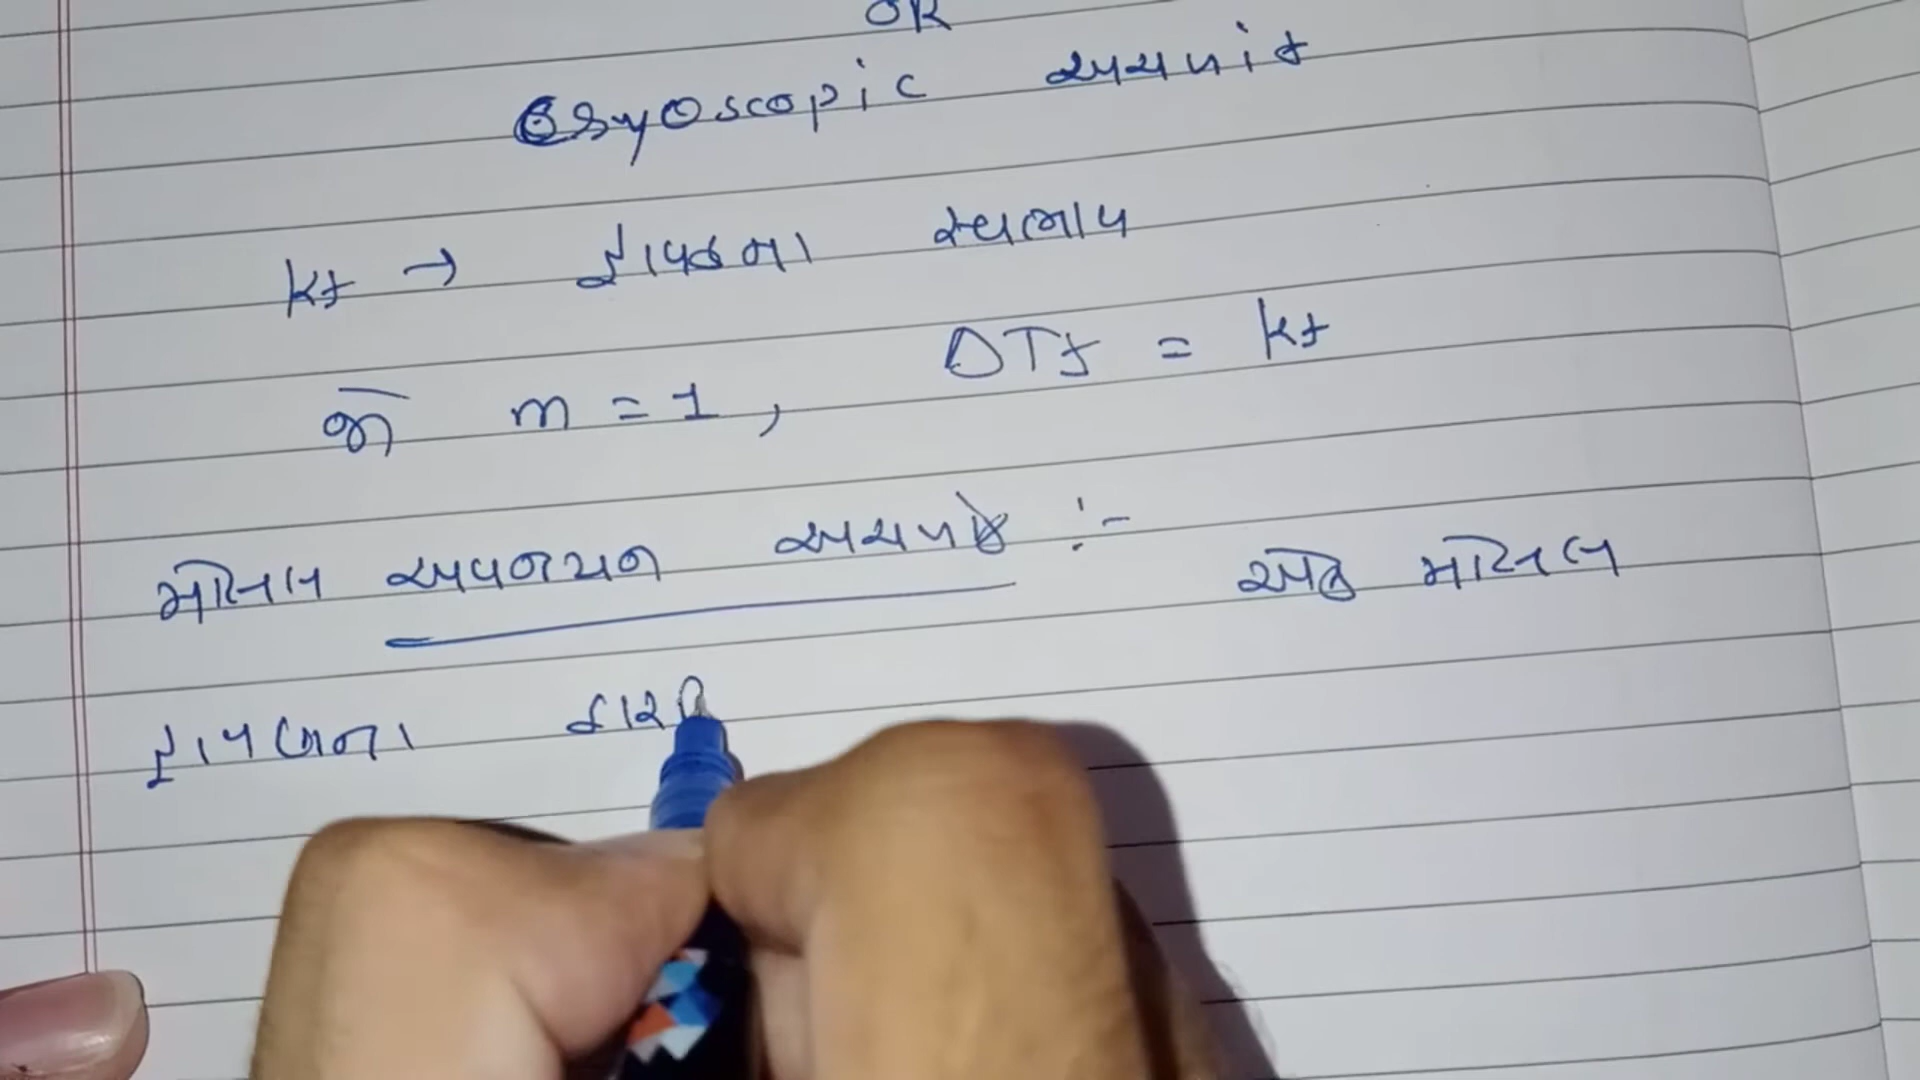 OR
Cryoscopic અચળાંક
kf → દ્રાવકના સ્વભાવ
જો m = 1, ΔTf = kf
મોલલ અવનયન અચળાંક :-
એક મોલલ
દ્રાવણના